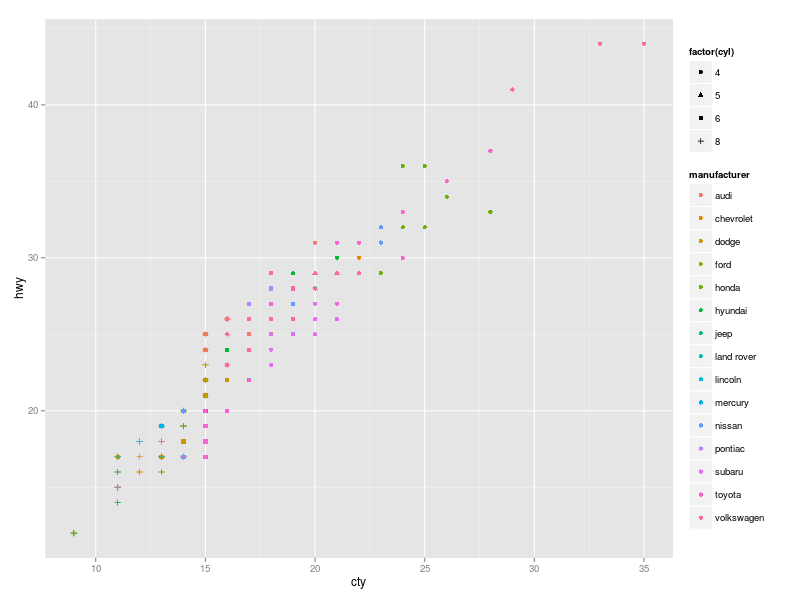 factor(cyl)
4
5
6
8
manufacturer
audi
chevrolet
dodge
ford
honda
hyundai
jeep
land rover
lincoln
mercury
nissan
pontiac
subaru
toyota
volkswagen
hwy
40
30
20
10 15 20 25 30 35
cty